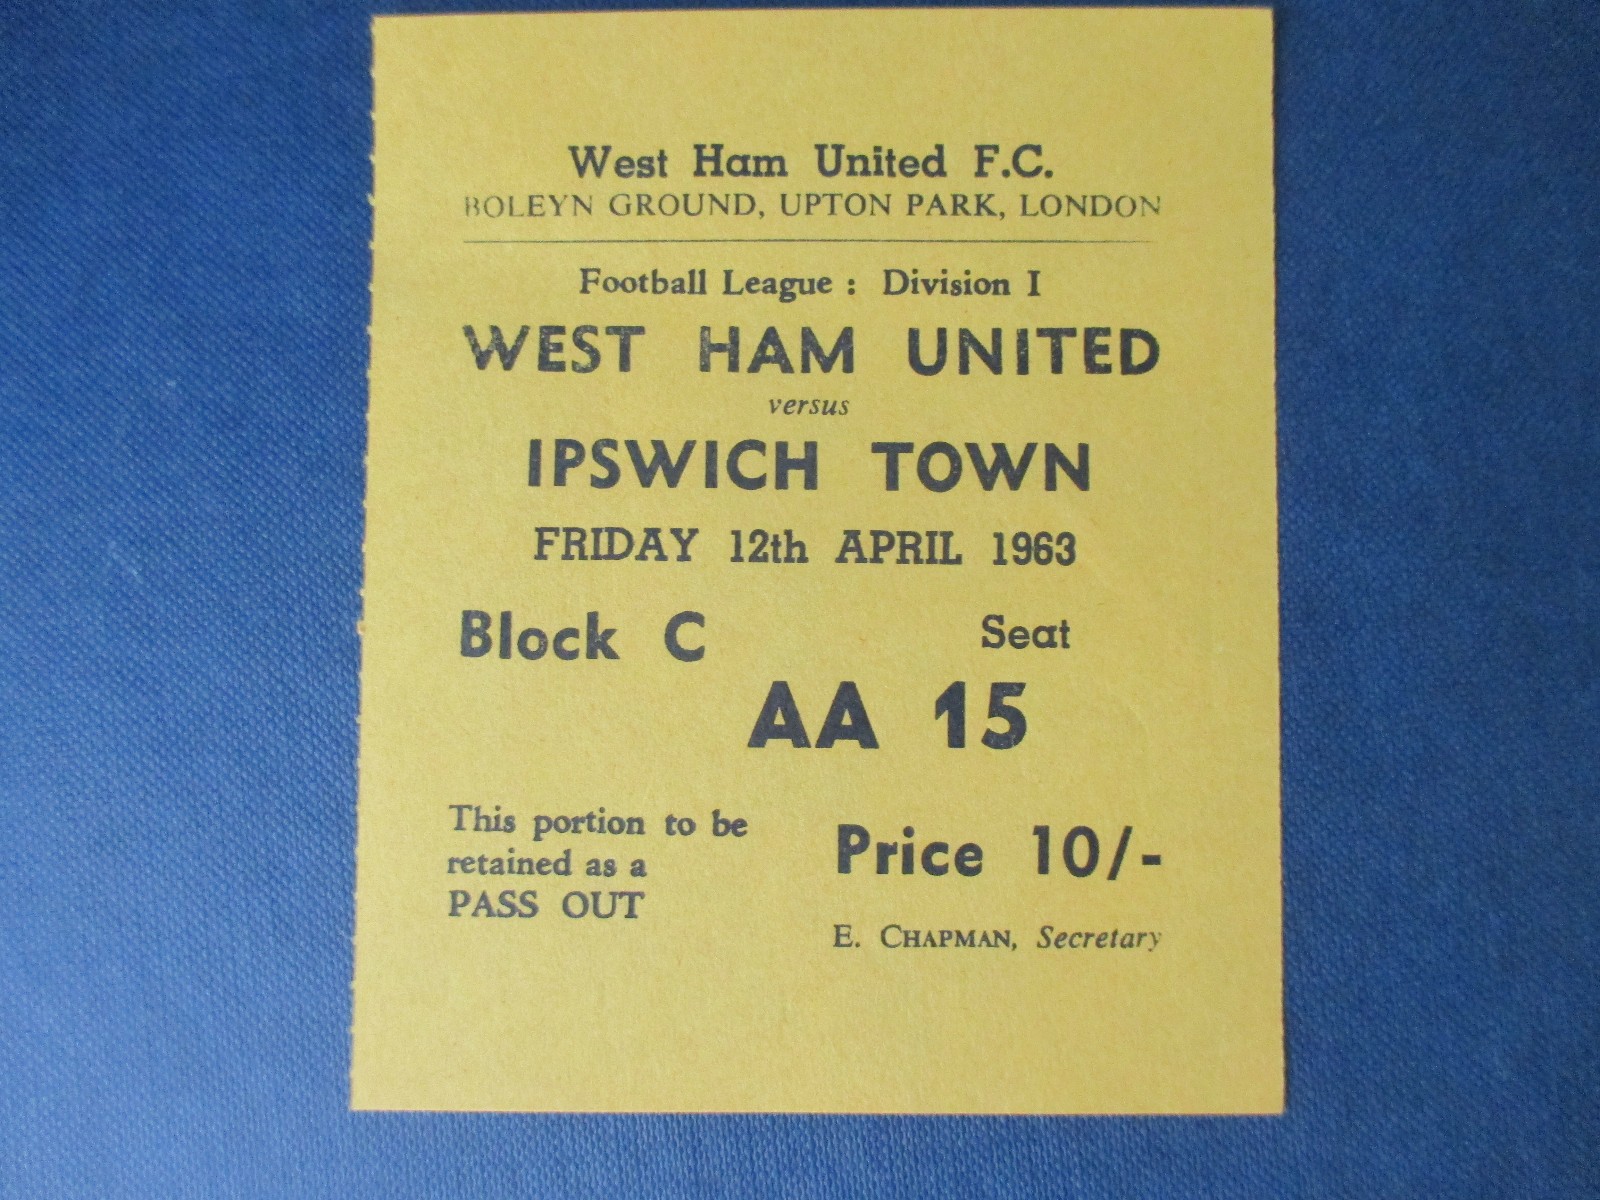 West Ham United F.C.
BOLEYN GROUND, UPTON PARK, LONDON
Football League : Division I
WEST HAM UNITED
versus
IPSWICH TOWN
FRIDAY 12th APRIL 1963
Block C
Seat
AA 15
This portion to be
retained as a
PASS OUT
Price 10/-
E. CHAPMAN, Secretary